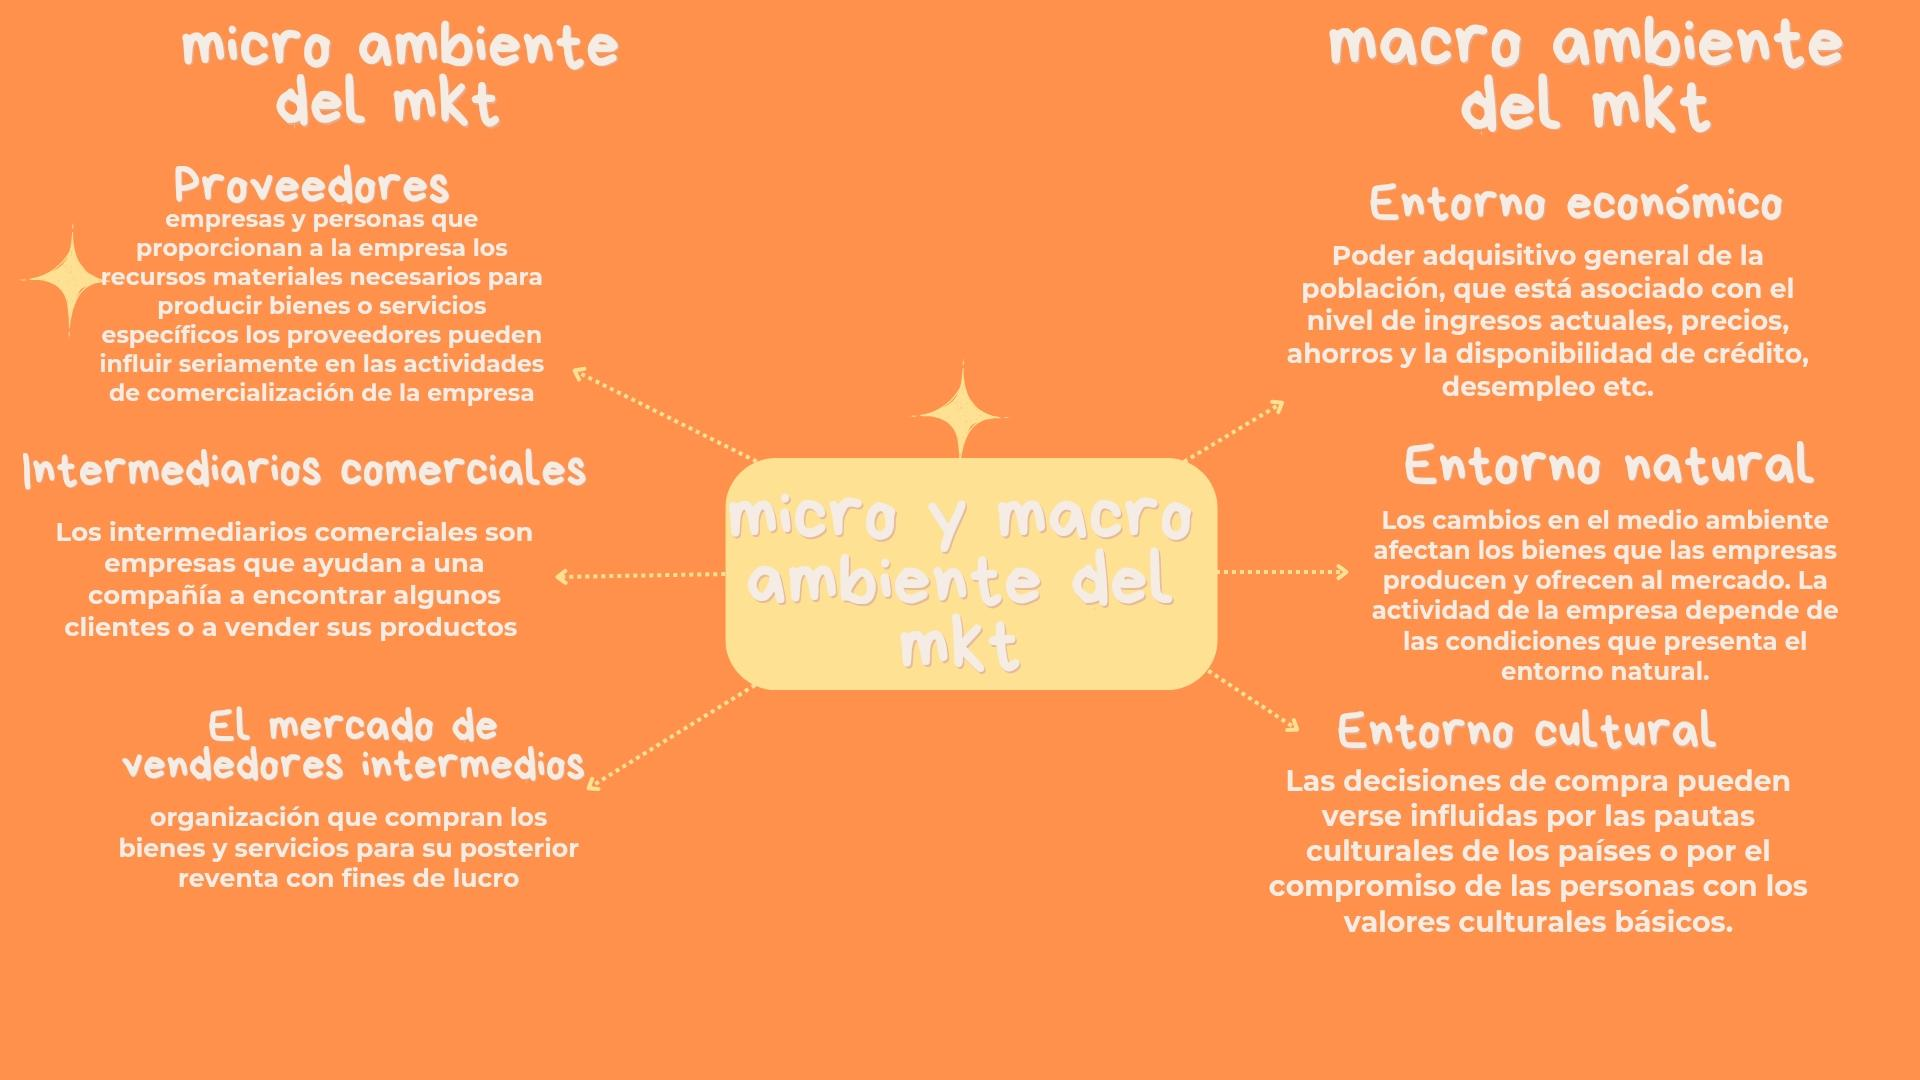 micro ambiente
del mkt
Proveedores
empresas y personas que
proporcionan a la empresa los
recursos materiales necesarios para
producir bienes o servicios
específicos los proveedores pueden
influir seriamente en las actividades
de comercialización de la empresa
Intermediarios comerciales
Los intermediarios comerciales son
empresas que ayudan a una
compañía a encontrar algunos
clientes o a vender sus productos
El mercado de
vendedores intermedios
organización que compran los
bienes y servicios para su posterior
reventa con fines de lucro
micro y macro
ambiente del
mkt
macro ambiente
del mkt
Entorno económico
Poder adquisitivo general de la
población, que está asociado con el
nivel de ingresos actuales, precios,
ahorros y la disponibilidad de crédito,
desempleo etc.
Entorno natural
Los cambios en el medio ambiente
afectan los bienes que las empresas
producen y ofrecen al mercado. La
actividad de la empresa depende de
las condiciones que presenta el
entorno natural.
Entorno cultural
Las decisiones de compra pueden
verse influidas por las pautas
culturales de los países o por el
compromiso de las personas con los
valores culturales básicos.